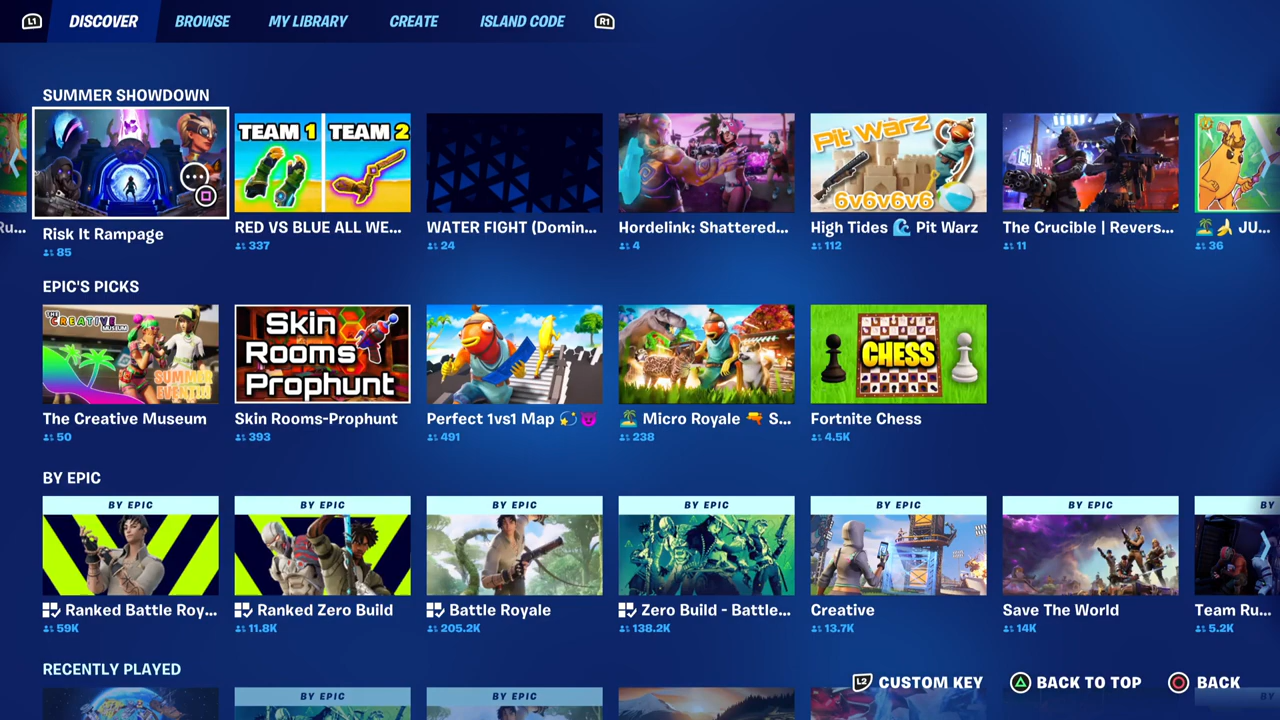 L1 DISCOVER BROWSE MY LIBRARY CREATE ISLAND CODE R1
SUMMER SHOWDOWN
TEAM 1 TEAM 2
Pit Warz
6v6v6v6
Ru...
Risk It Rampage
RED VS BLUE ALL WE...
WATER FIGHT (Domin...
Hordelink: Shattered...
High Tides 🌊 Pit Warz
The Crucible | Revers...
🏝️ 🍌 JU...
85
337
24
4
112
11
36
EPIC'S PICKS
THE CREATIVE MUSEUM
SUMMER EVENT!!!
Skin
Rooms
Prophunt
CHESS
The Creative Museum
Skin Rooms-Prophunt
Perfect 1vs1 Map 💫 😈
🏝️ Micro Royale 🔫 S...
Fortnite Chess
50
393
491
238
4.5K
BY EPIC
BY EPIC
BY EPIC
BY EPIC
BY EPIC
BY EPIC
BY EPIC
BY
Ranked Battle Roy...
Ranked Zero Build
Battle Royale
Zero Build - Battle...
Creative
Save The World
Team Ru...
59K
11.8K
205.2K
138.2K
13.7K
14K
5.2K
RECENTLY PLAYED
BY EPIC
BY EPIC
L2 CUSTOM KEY BACK TO TOP BACK